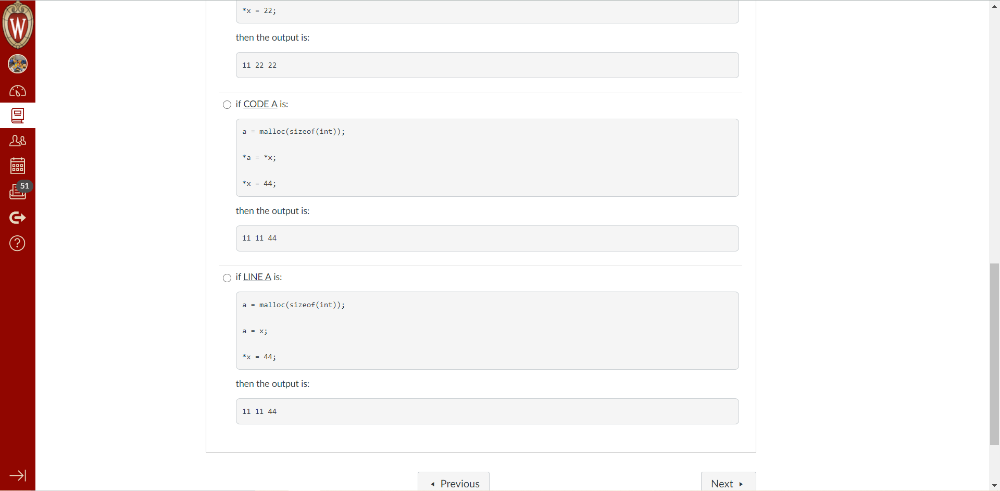 *x = 22;
then the output is:
11 22 22
if CODE A is:
a = malloc(sizeof(int));
*a = *x;
*x = 44;
then the output is:
11 11 44
if LINE A is:
a = malloc(sizeof(int));
a = x;
*x = 44;
then the output is:
11 11 44
Previous
Next
W
51
?